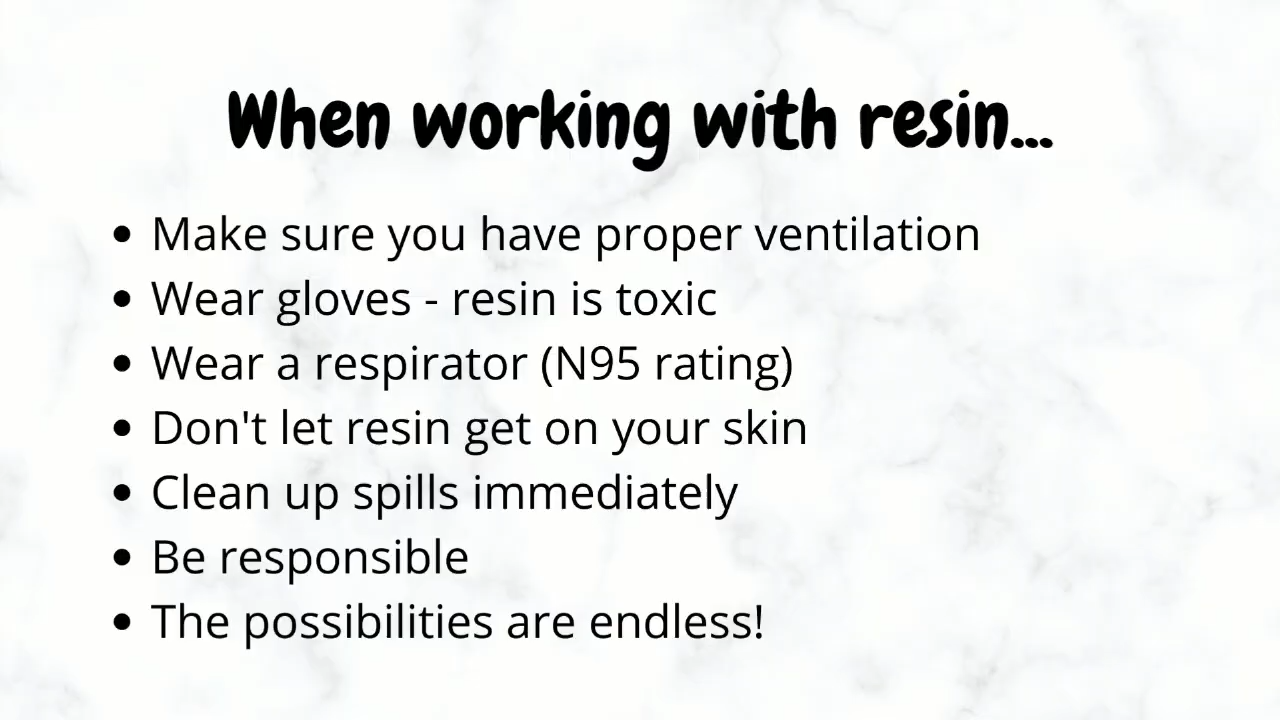 When working with resin...
• Make sure you have proper ventilation
• Wear gloves - resin is toxic
• Wear a respirator (N95 rating)
• Don't let resin get on your skin
• Clean up spills immediately
• Be responsible
• The possibilities are endless!